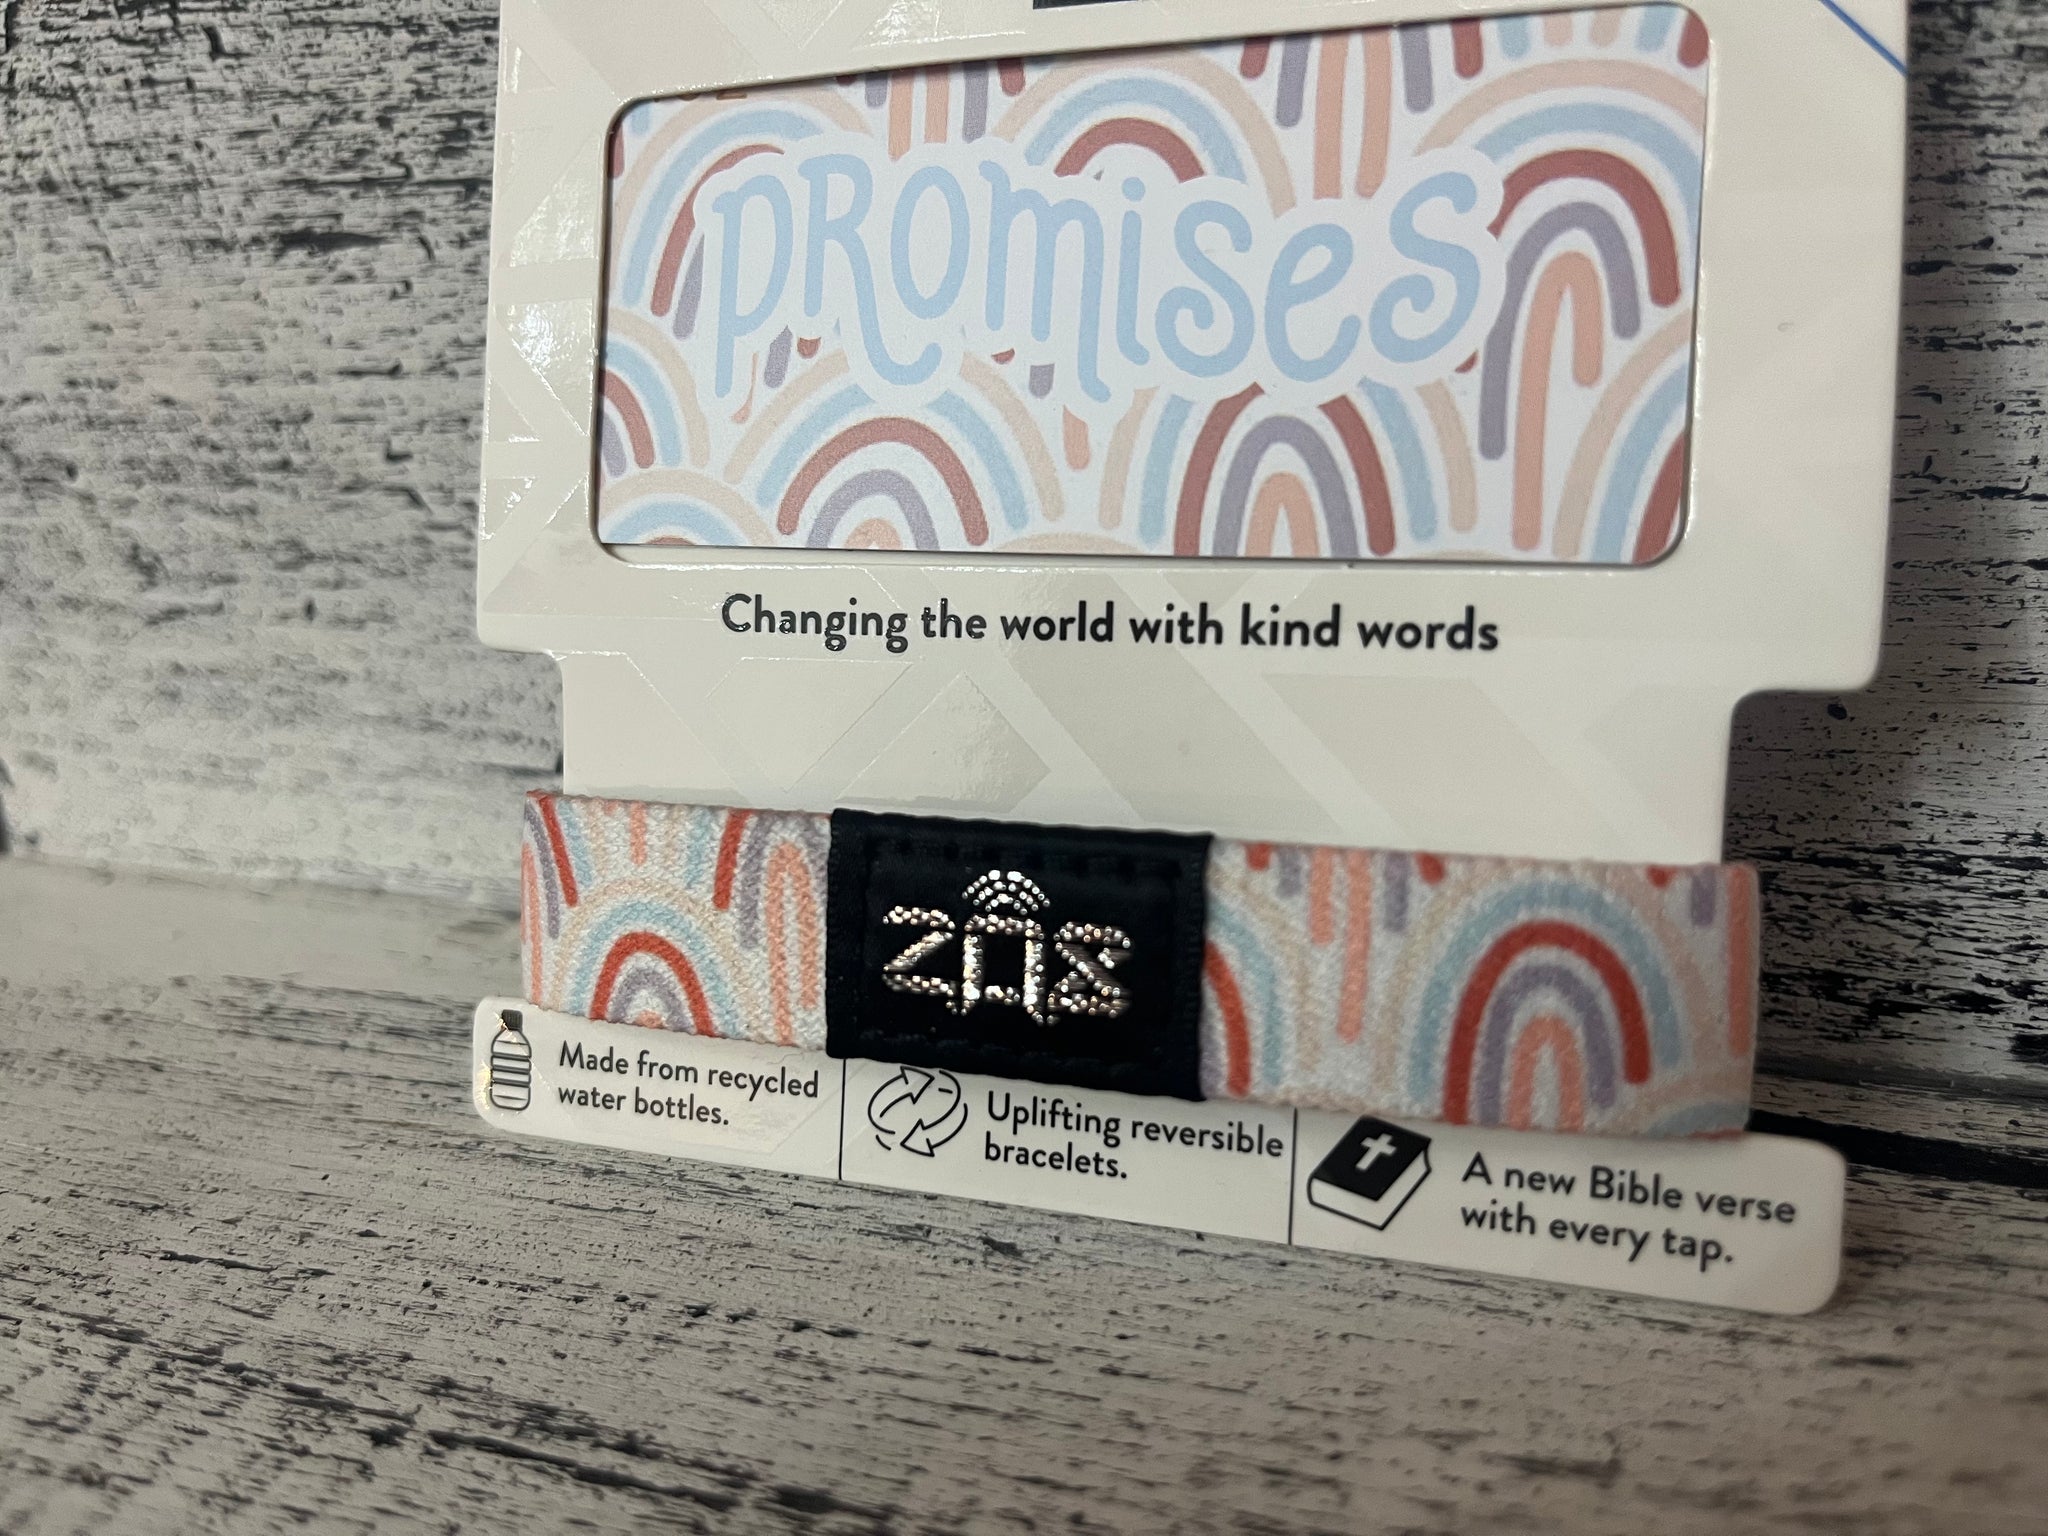 PROMISES
Changing the world with kind words
ZOX
Made from recycled
water bottles.
Uplifting reversible
bracelets.
A new Bible verse
with every tap.